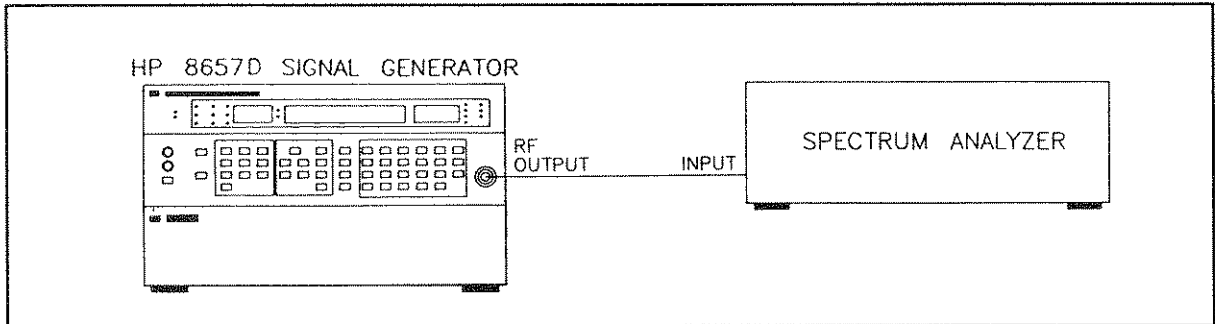 HP 8657D SIGNAL GENERATOR
RF
OUTPUT
INPUT
SPECTRUM ANALYZER